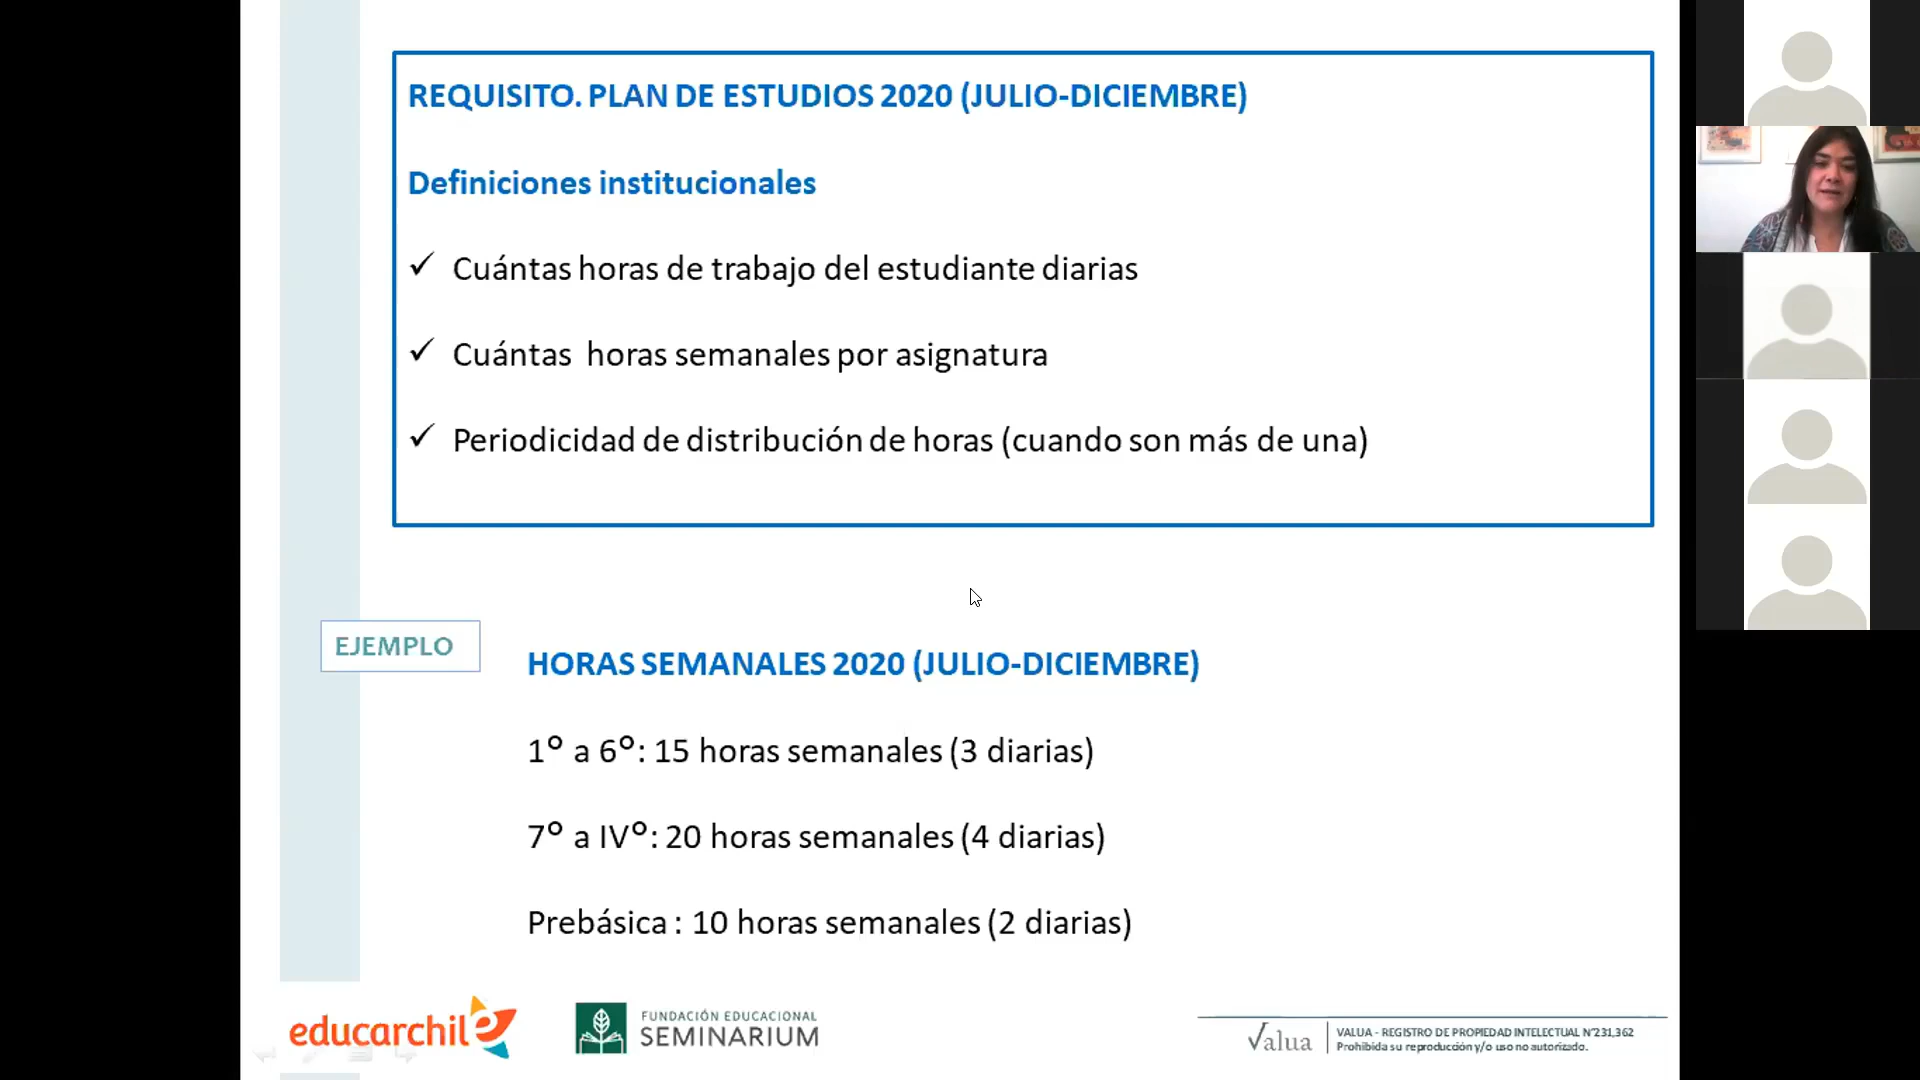 REQUISITO. PLAN DE ESTUDIOS 2020 (JULIO-DICIEMBRE)
Definiciones institucionales
✓ Cuántas horas de trabajo del estudiante diarias
✓ Cuántas horas semanales por asignatura
✓ Periodicidad de distribución de horas (cuando son más de una)
EJEMPLO
HORAS SEMANALES 2020 (JULIO-DICIEMBRE)
1° a 6°: 15 horas semanales (3 diarias)
7° a IV°: 20 horas semanales (4 diarias)
Prebásica : 10 horas semanales (2 diarias)
educarchile
FUNDACIÓN EDUCACIONAL
SEMINARIUM
Valua
VALUA - REGISTRO DE PROPIEDAD INTELECTUAL N°231,362
Prohibida su reproducción y/o uso no autorizado.